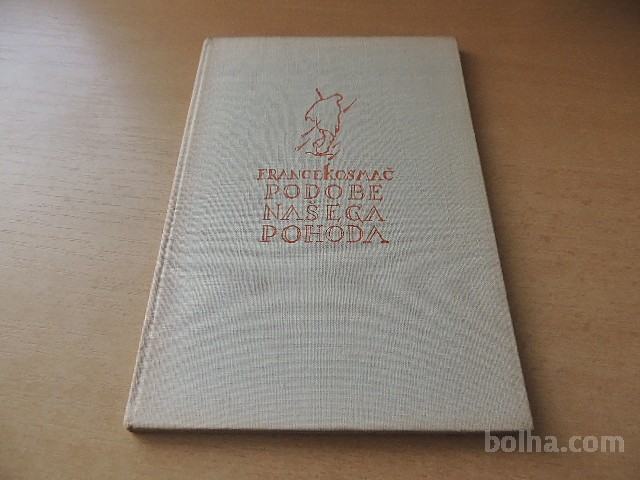 FRANCE KOSMAČ
PODOBE
NAŠEGA
POHODA
bolha.com